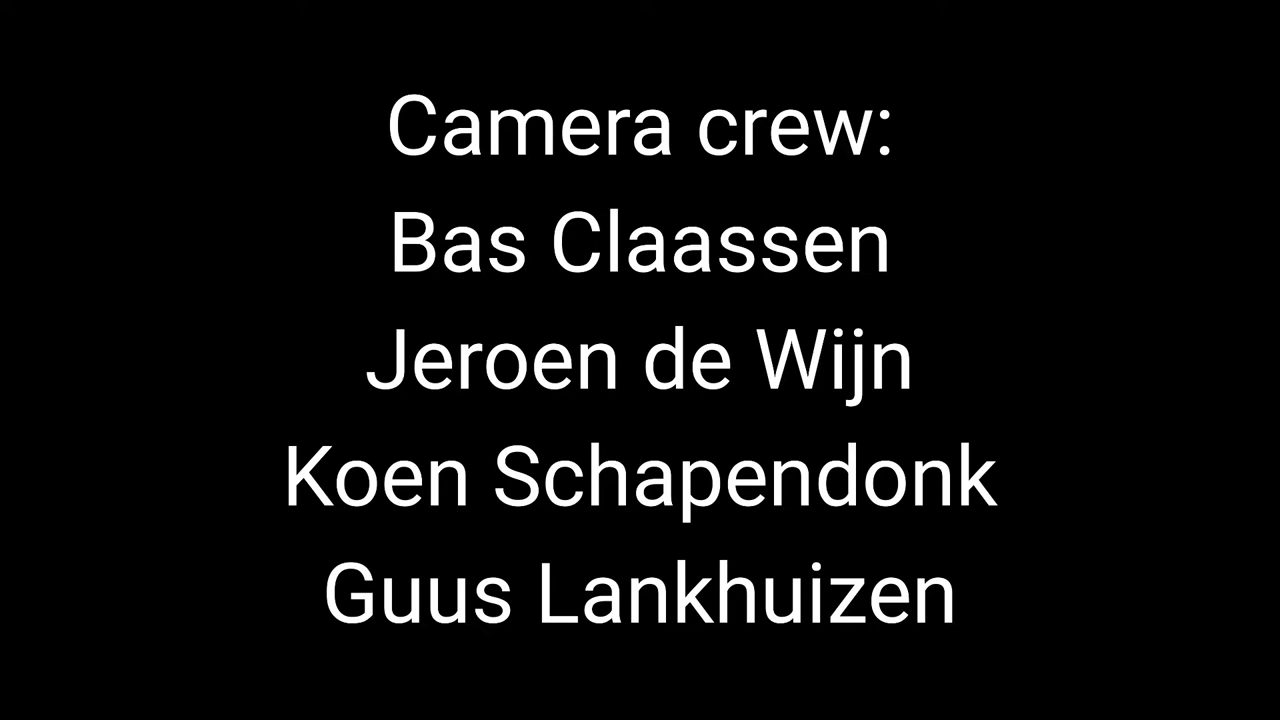 Camera crew:
Bas Claassen
Jeroen de Wijn
Koen Schapendonk
Guus Lankhuizen